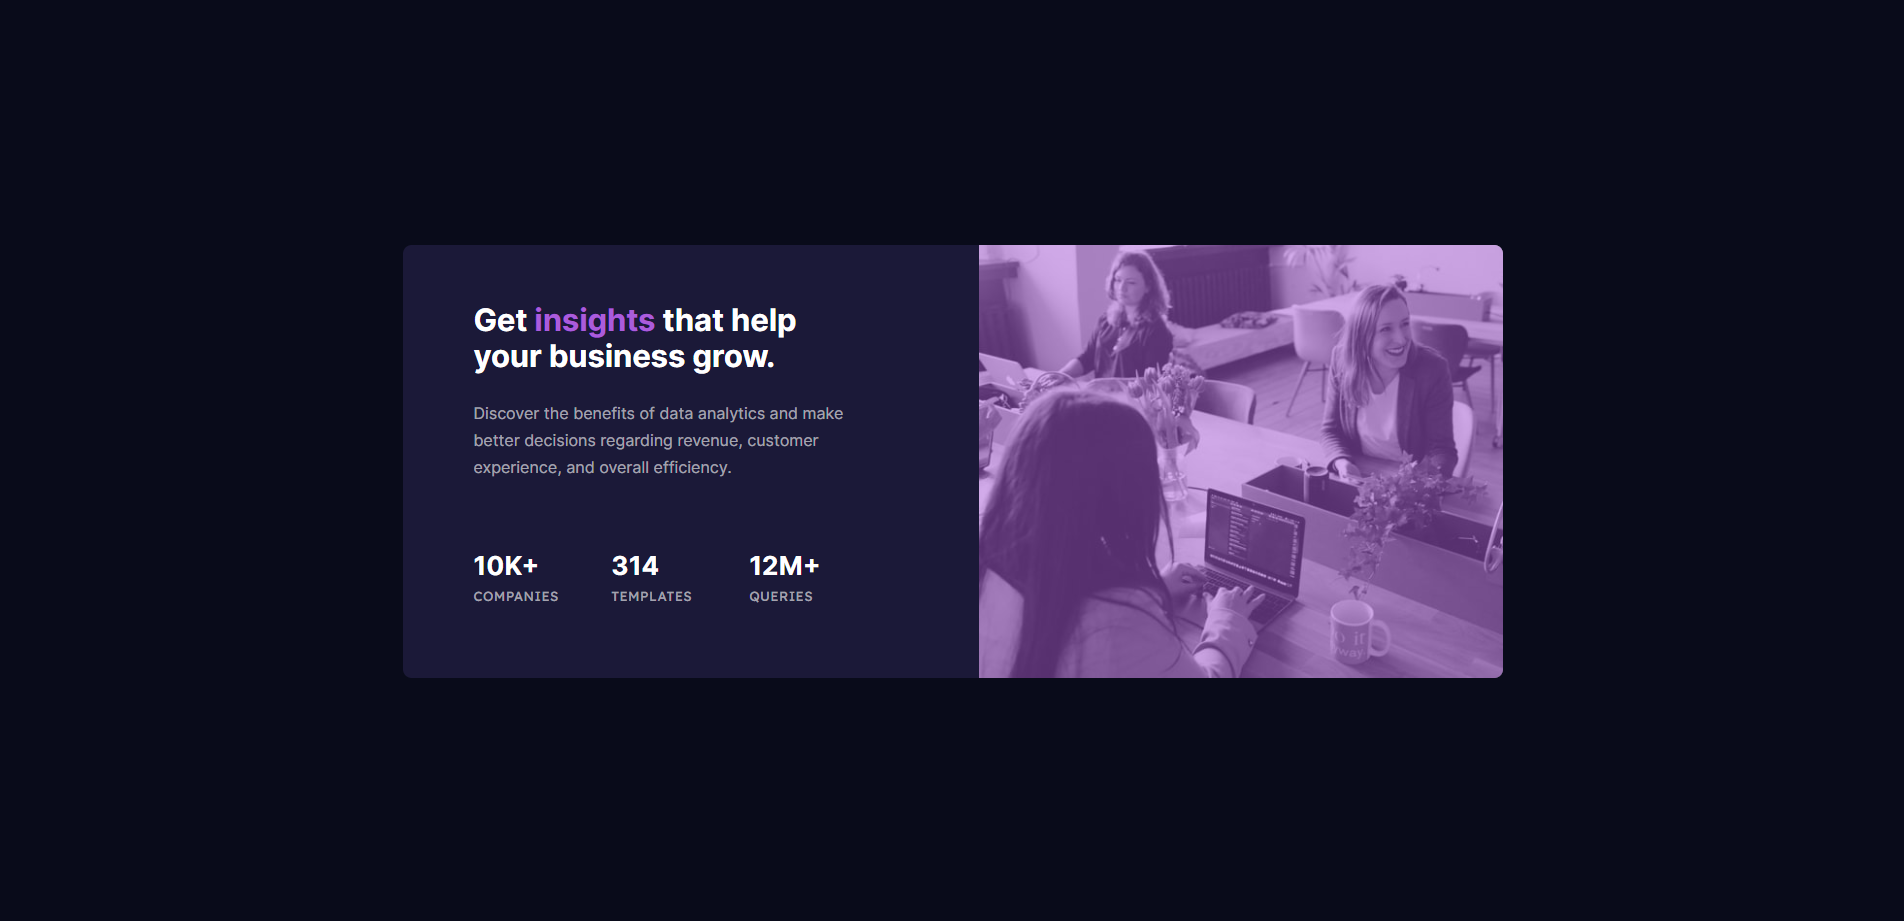 Get insights that help
your business grow.
Discover the benefits of data analytics and make
better decisions regarding revenue, customer
experience, and overall efficiency.
10K+ 314 12M+
COMPANIES TEMPLATES QUERIES